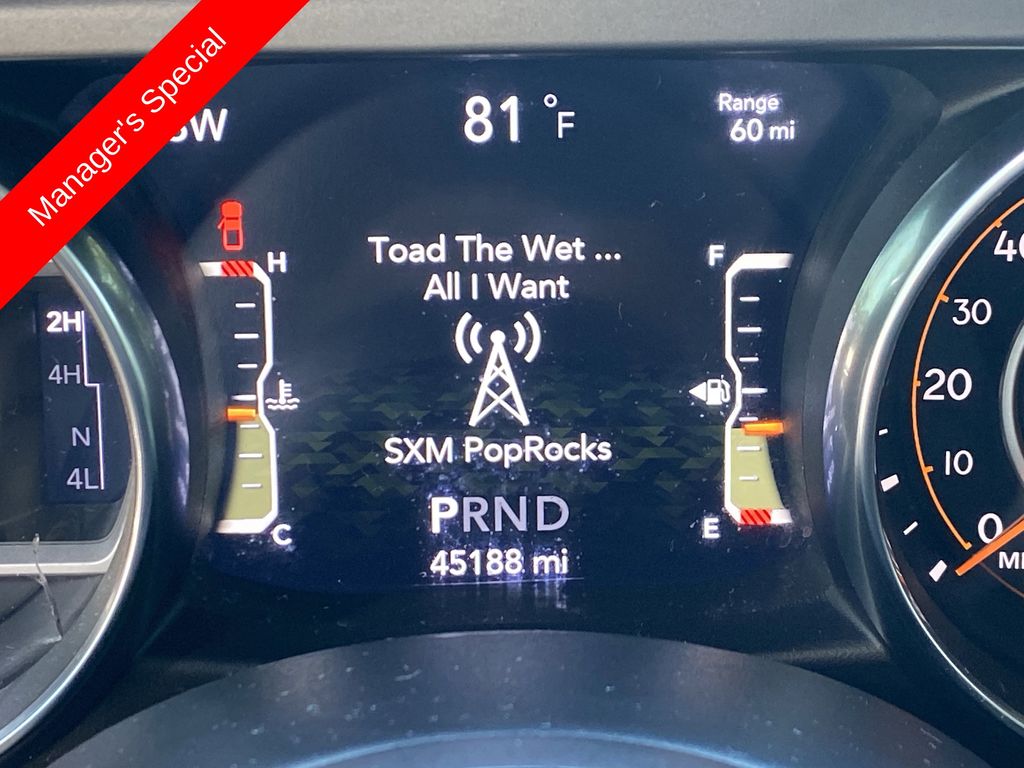 Manager's Special
81 °F
Range
60 mi
H
F
Toad The Wet ...
All I Want
SXM PopRocks
C
E
PRND
45188 mi
2H
4H
N
4L
40
30
20
10
0